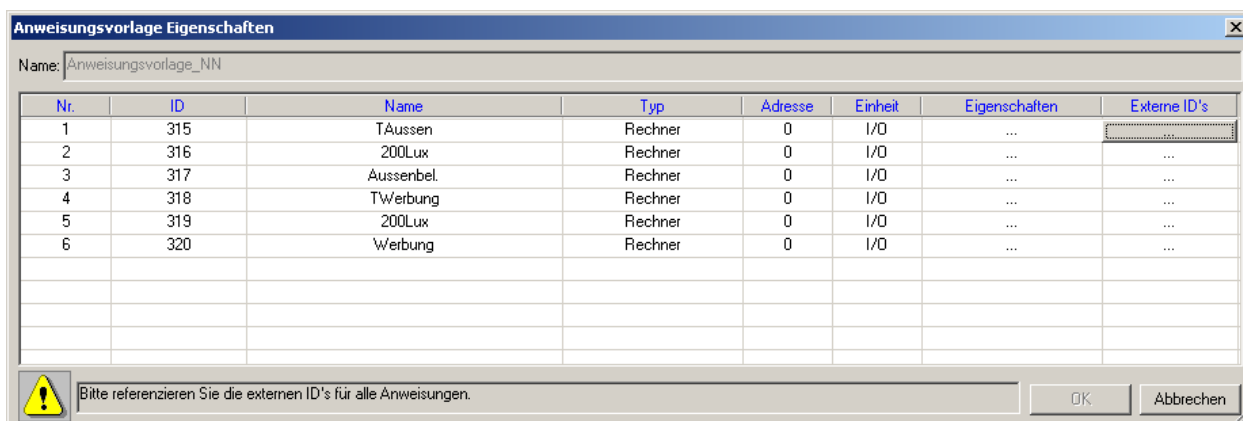 Anweisungsvorlage Eigenschaften
Name: Anweisungsvorlage_NN
Nr. ID Name Typ Adresse Einheit Eigenschaften Externe ID's
1 315 TAussen Rechner 0 I/O ... ...
2 316 200Lux Rechner 0 I/O ... ...
3 317 Aussenbel. Rechner 0 I/O ... ...
4 318 TWerbung Rechner 0 I/O ... ...
5 319 200Lux Rechner 0 I/O ... ...
6 320 Werbung Rechner 0 I/O ... ...
Bitte referenzieren Sie die externen ID's für alle Anweisungen.
OK Abbrechen